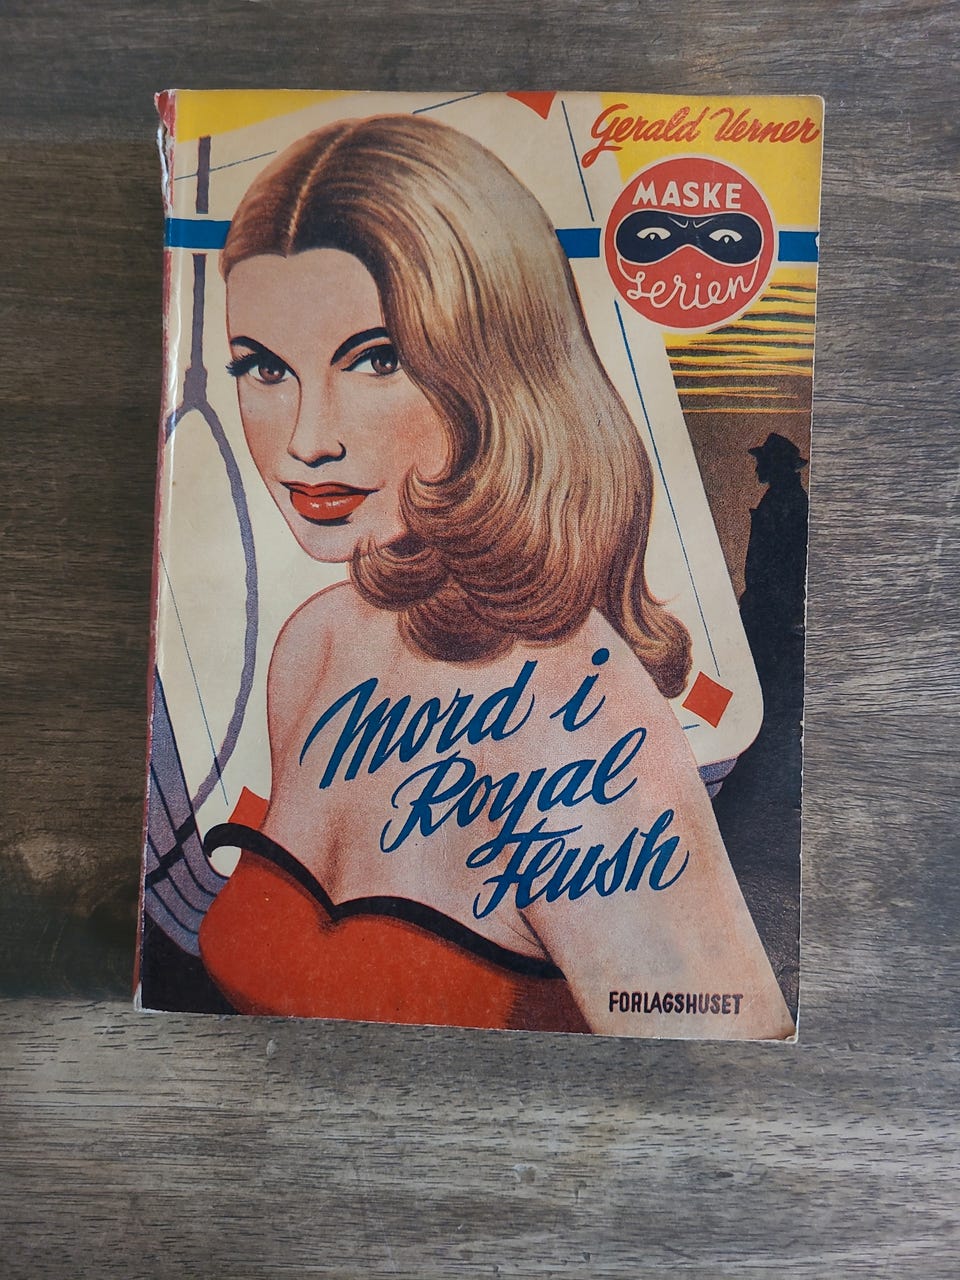 Gerald Verner
MASKE
Serien
Mord i
Royal
Flush
FORLAGSHUSET